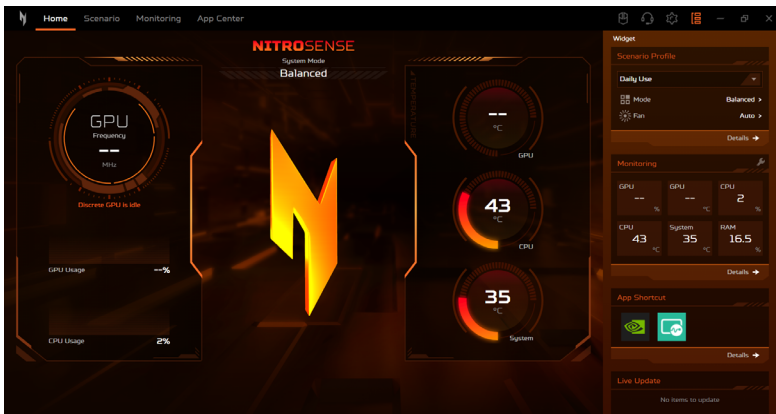 Home Scenario Monitoring App Center
NITROSENSE
System Mode
Balanced
GPU
Frequency
--
MHz
Discrete GPU is idle
GPU Usage --%
CPU Usage 2%
TEMPERATURE
--
°C
GPU
43
°C
CPU
35
°C
System
Widget
Scenario Profile
Daily Use
Mode Balanced >
Fan Auto >
Details →
Monitoring
GPU GPU CPU
-- % -- °C 2 %
CPU System RAM
43 °C 35 °C 16.5 %
Details →
App Shortcut
Details →
Live Update
No items to update